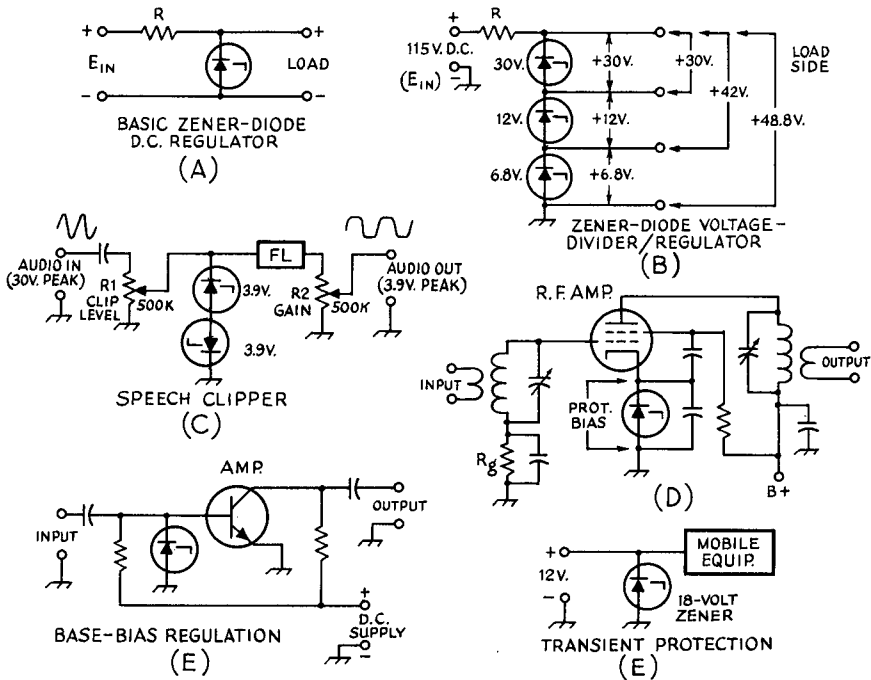 R
+
+
E_IN
LOAD
-
-
BASIC ZENER-DIODE
D.C. REGULATOR
(A)
+
R
115 V. D.C.
-
(E_IN)
30V.
12V.
6.8V.
+30V.
+12V.
+6.8V.
+30V.
+42V.
+48.8V.
LOAD
SIDE
ZENER-DIODE VOLTAGE-
DIVIDER/REGULATOR
(B)
AUDIO IN
(30V. PEAK)
R1
CLIP
LEVEL
500K
3.9V.
3.9V.
FL
R2
GAIN
500K
AUDIO OUT
(3.9V. PEAK)
SPEECH CLIPPER
(C)
R.F. AMP.
INPUT
PROT.
BIAS
Rg
OUTPUT
B+
(D)
AMP.
INPUT
OUTPUT
+
D.C.
SUPPLY
-
BASE-BIAS REGULATION
(E)
+
12V.
-
MOBILE
EQUIP.
18-VOLT
ZENER
TRANSIENT PROTECTION
(E)